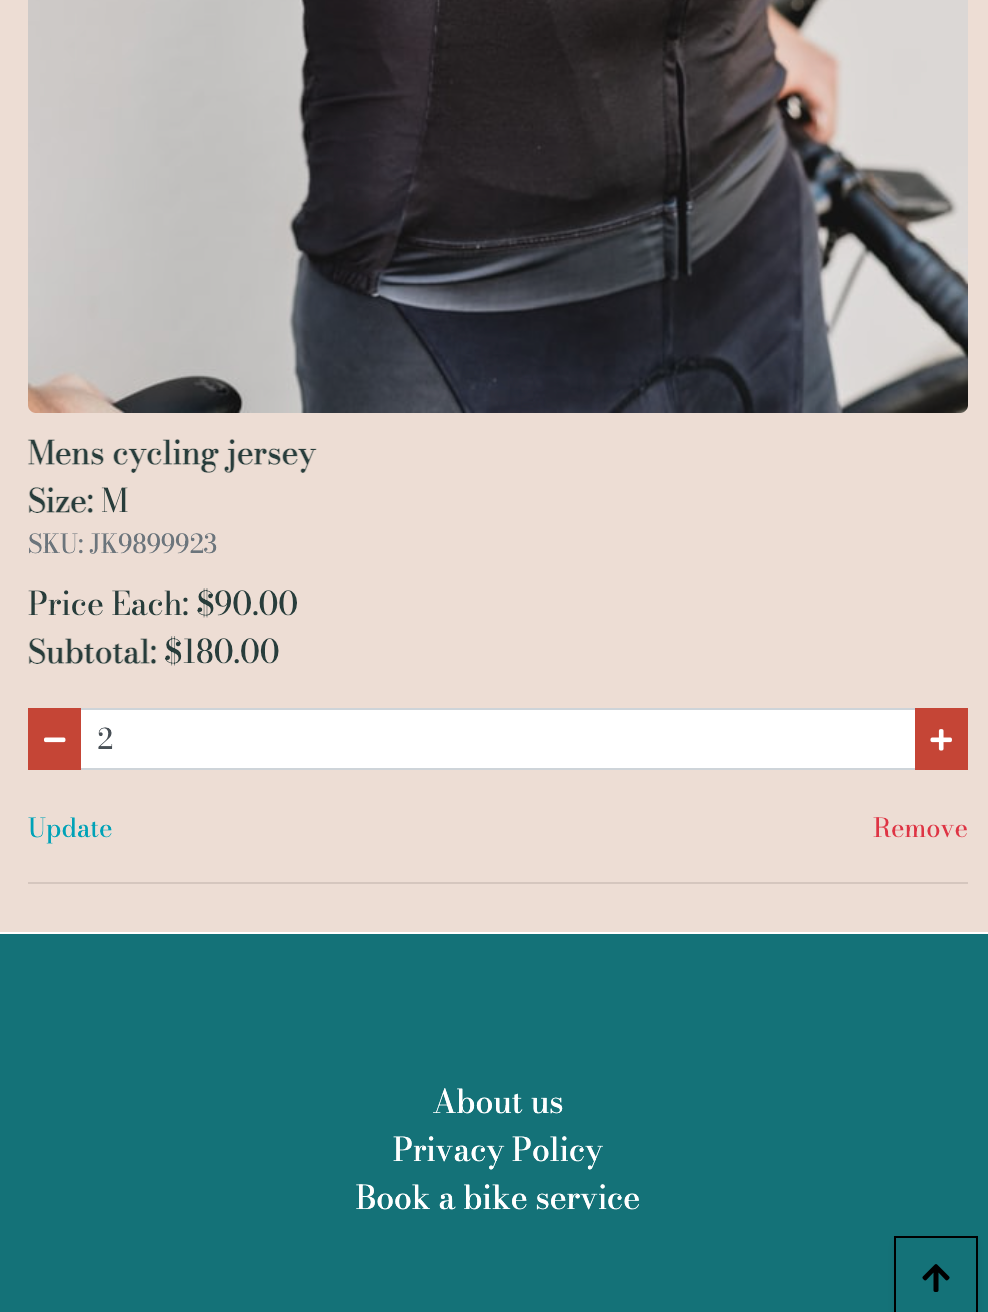 Mens cycling jersey
Size: M
SKU: JK9899923
Price Each: $90.00
Subtotal: $180.00
2
Update
Remove
About us
Privacy Policy
Book a bike service